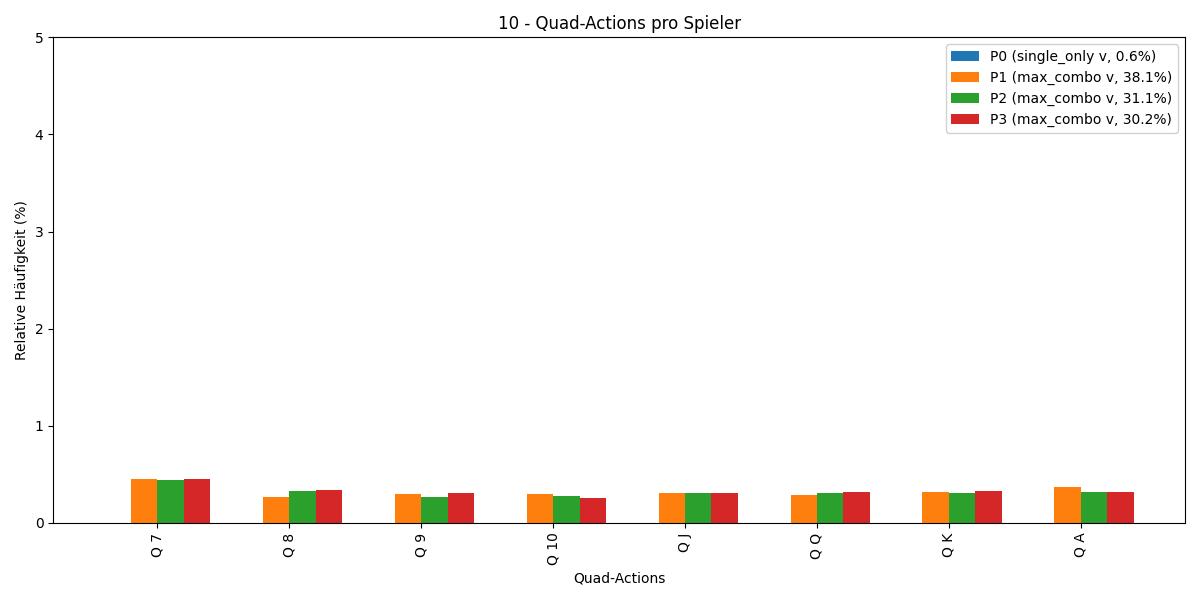 10 - Quad-Actions pro Spieler
P0 (single_only v, 0.6%)
P1 (max_combo v, 38.1%)
P2 (max_combo v, 31.1%)
P3 (max_combo v, 30.2%)
Relative Häufigkeit (%)
5
4
3
2
1
0
Q 7
Q 8
Q 9
Q 10
Q J
Q Q
Q K
Q A
Quad-Actions